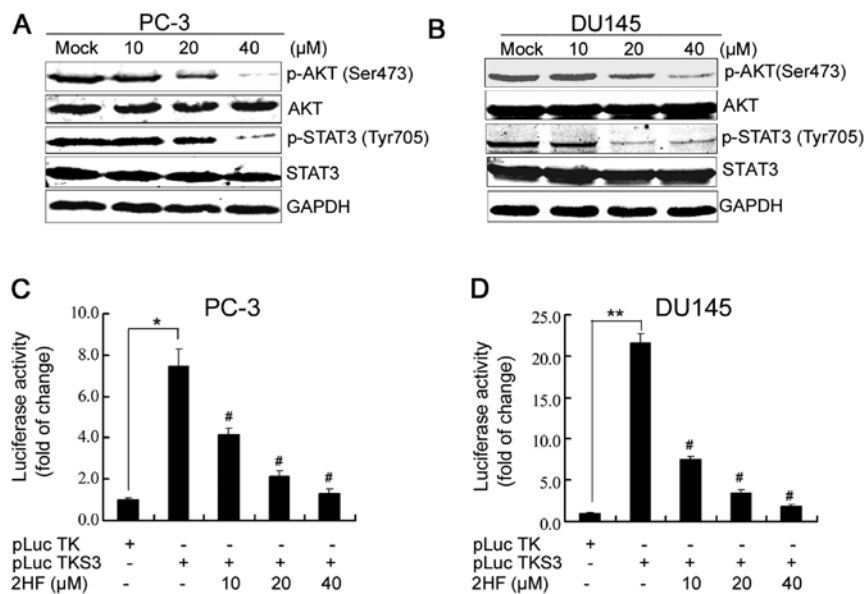 A
PC-3
Mock 10 20 40 (μM)
p-AKT (Ser473)
AKT
p-STAT3 (Tyr705)
STAT3
GAPDH
B
DU145
Mock 10 20 40 (μM)
p-AKT(Ser473)
AKT
p-STAT3 (Tyr705)
STAT3
GAPDH
C
PC-3
Luciferase activity
(fold of change)
10.0
8.0
6.0
4.0
2.0
0.0
*
#
#
#
pLuc TK + - - - -
pLuc TKS3 - + + + +
2HF (μM) - - 10 20 40
D
DU145
Luciferase activity
(fold of change)
25.0
20.0
15.0
10.0
5.0
0.0
**
#
#
#
pLuc TK + - - - -
pLuc TKS3 - + + + +
2HF (μM) - - 10 20 40